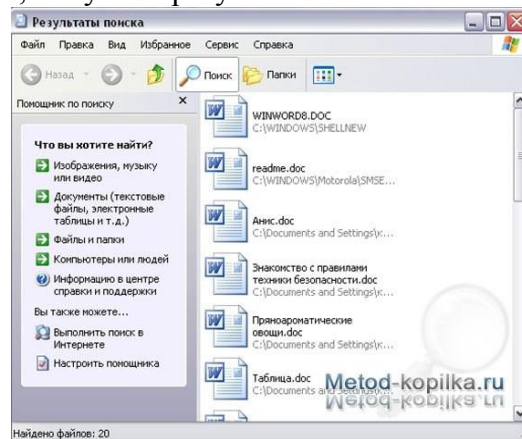 Результаты поиска
Файл Правка Вид Избранное Сервис Справка
Назад Поиск Папки
Помощник по поиску
Что вы хотите найти?
Изображения, музыку
или видео
Документы (текстовые
файлы, электронные
таблицы и т.д.)
Файлы и папки
Компьютеры или людей
Информацию в центре
справки и поддержки
Вы также можете...
Выполнить поиск в
Интернете
Настроить помощника
WINWORD8.DOC
C:\WINDOWS\SHELLNEW
readme.doc
C:\WINDOWS\Motorola\SMSE...
Анис.doc
C:\Documents and Settings\к...
Знакомство с правилами
техники безопасности.doc
C:\Documents and Settings\к...
Пряноароматические
овощи.doc
C:\Documents and Settings\к...
Таблица.doc
C:\Documents and Settings\к...
Metod-kopilka.ru
Найдено файлов: 20